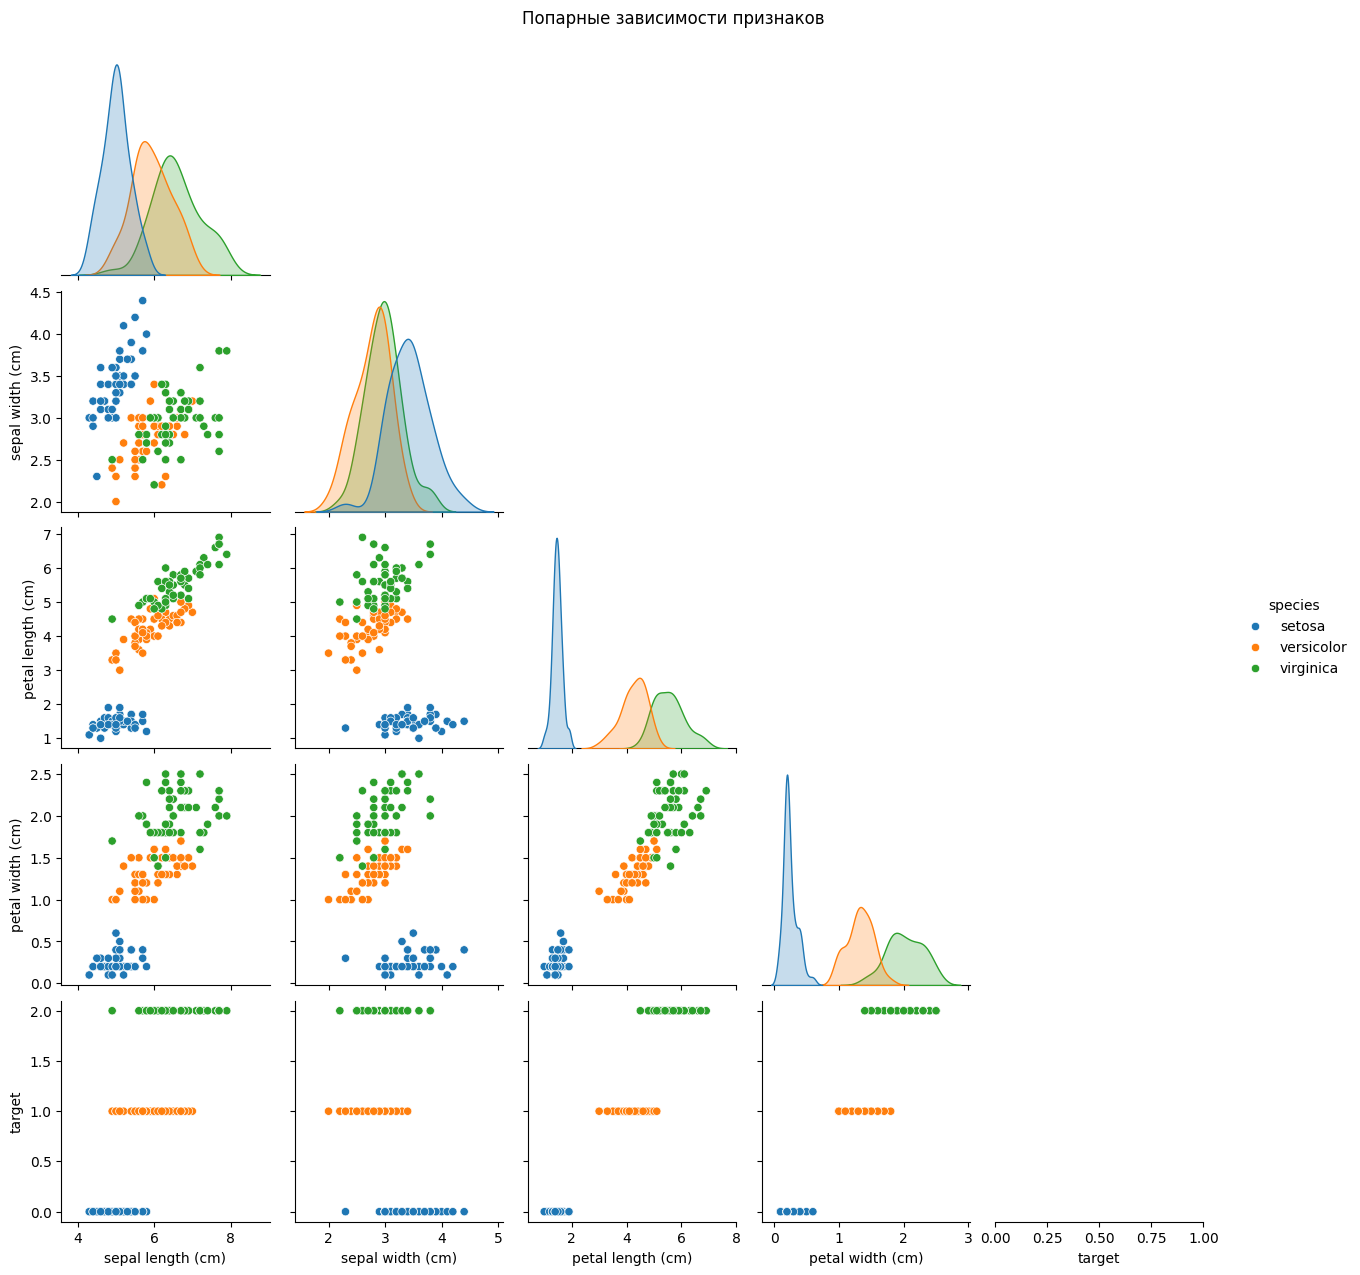 Попарные зависимости признаков
4.5
4.0
3.5
3.0
2.5
2.0
sepal width (cm)
7
6
5
4
3
2
1
petal length (cm)
species
setosa
versicolor
virginica
2.5
2.0
1.5
1.0
0.5
0.0
petal width (cm)
2.0
1.5
1.0
0.5
0.0
target
4 6 8 2 3 4 5 2 4 6 8 0 1 2 3 0.00 0.25 0.50 0.75 1.00
sepal length (cm) sepal width (cm) petal length (cm) petal width (cm) target